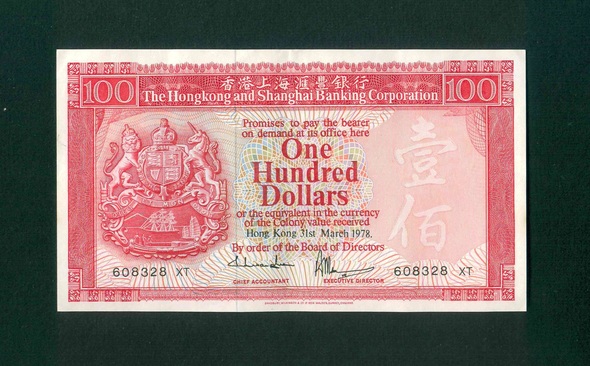 香港上海滙豐銀行
100 The Hongkong and Shanghai Banking Corporation 100
Promises to pay the bearer
on demand at its office here
One
Hundred
Dollars
or the equivalent in the currency
of the Colony value received
Hong Kong 31st March 1978.
By order of the Board of Directors
壹
佰
608328 XT
608328 XT
CHIEF ACCOUNTANT
EXECUTIVE DIRECTOR